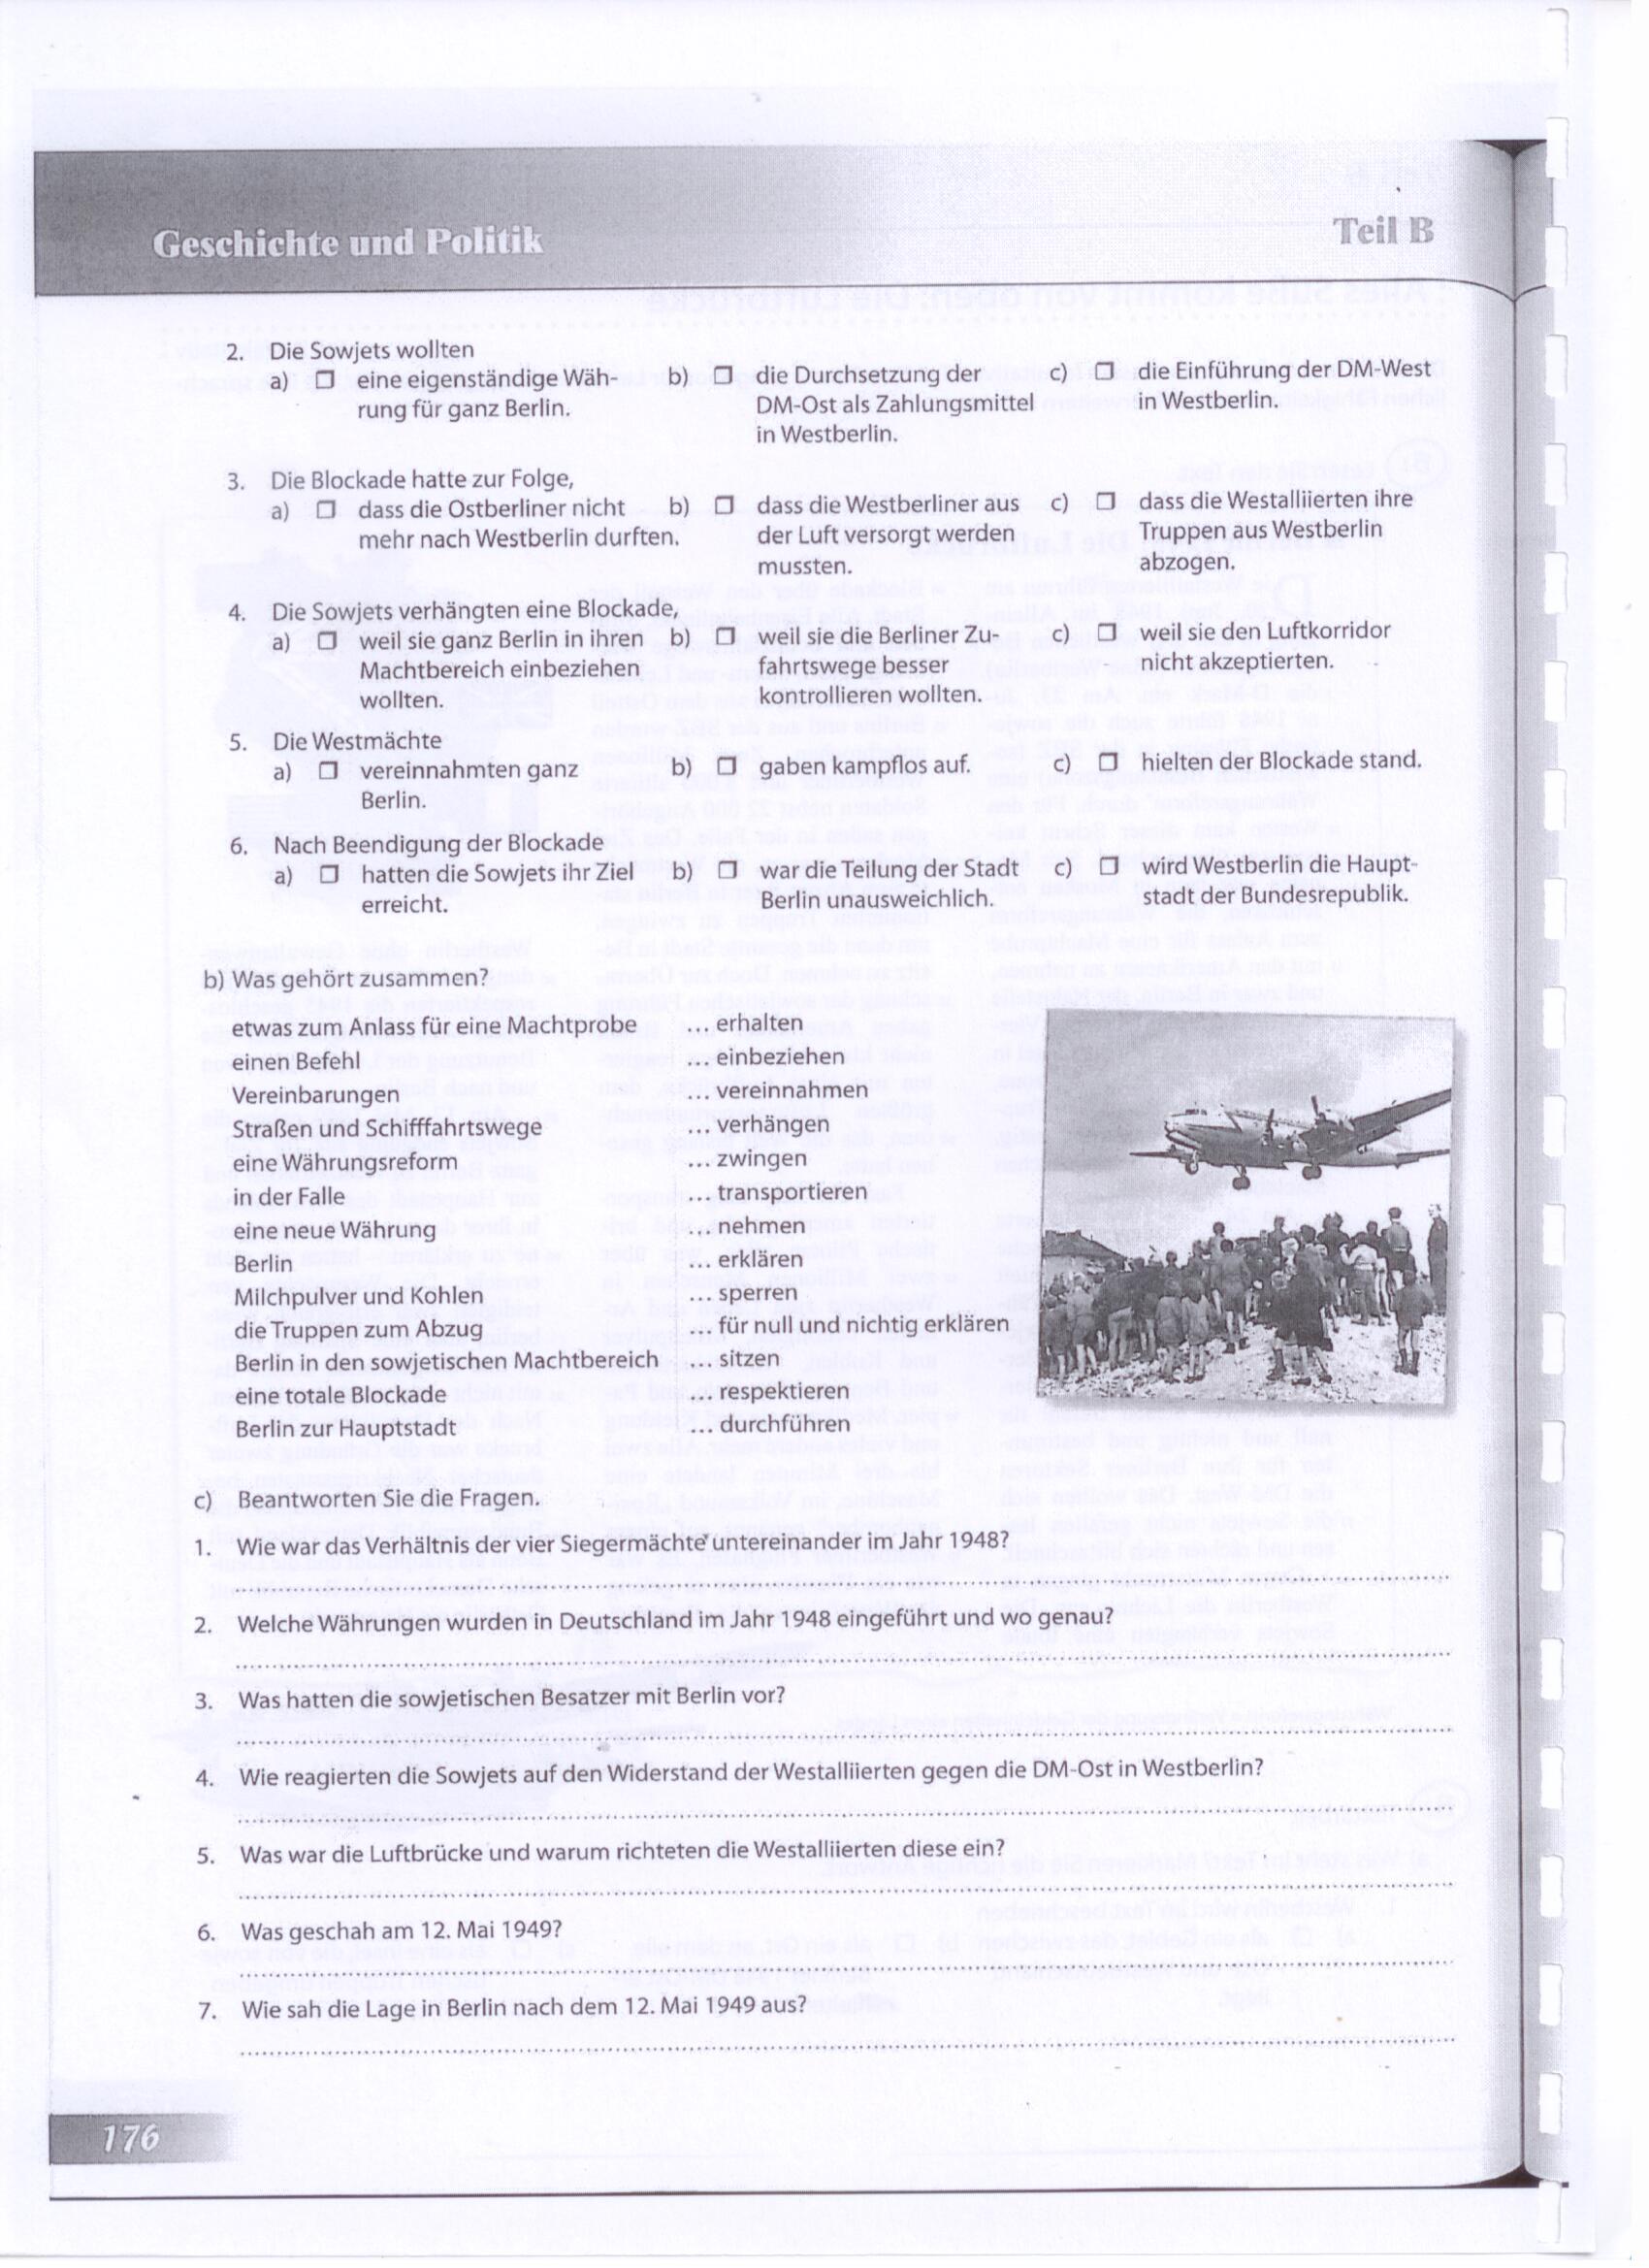 Geschichte und Politik
Teil B
2. Die Sowjets wollten
a) ☐ eine eigenständige Wäh-
rung für ganz Berlin.
b) ☐ die Durchsetzung der
DM-Ost als Zahlungsmittel
in Westberlin.
c) ☐ die Einführung der DM-West
in Westberlin.
3. Die Blockade hatte zur Folge,
a) ☐ dass die Ostberliner nicht
mehr nach Westberlin durften.
b) ☐ dass die Westberliner aus
der Luft versorgt werden
mussten.
c) ☐ dass die Westalliierten ihre
Truppen aus Westberlin
abzogen.
4. Die Sowjets verhängten eine Blockade,
a) ☐ weil sie ganz Berlin in ihren
Machtbereich einbeziehen
wollten.
b) ☐ weil sie die Berliner Zu-
fahrtswege besser
kontrollieren wollten.
c) ☐ weil sie den Luftkorridor
nicht akzeptierten.
5. Die Westmächte
a) ☐ vereinnahmten ganz
Berlin.
b) ☐ gaben kampflos auf.
c) ☐ hielten der Blockade stand.
6. Nach Beendigung der Blockade
a) ☐ hatten die Sowjets ihr Ziel
erreicht.
b) ☐ war die Teilung der Stadt
Berlin unausweichlich.
c) ☐ wird Westberlin die Haupt-
stadt der Bundesrepublik.
b) Was gehört zusammen?
etwas zum Anlass für eine Machtprobe ... erhalten
einen Befehl ... einbeziehen
Vereinbarungen ... vereinnahmen
Straßen und Schifffahrtswege ... verhängen
eine Währungsreform ... zwingen
in der Falle ... transportieren
eine neue Währung ... nehmen
Berlin ... erklären
Milchpulver und Kohlen ... sperren
die Truppen zum Abzug ... für null und nichtig erklären
Berlin in den sowjetischen Machtbereich ... sitzen
eine totale Blockade ... respektieren
Berlin zur Hauptstadt ... durchführen
c) Beantworten Sie die Fragen.
1. Wie war das Verhältnis der vier Siegermächte untereinander im Jahr 1948?
2. Welche Währungen wurden in Deutschland im Jahr 1948 eingeführt und wo genau?
3. Was hatten die sowjetischen Besatzer mit Berlin vor?
4. Wie reagierten die Sowjets auf den Widerstand der Westalliierten gegen die DM-Ost in Westberlin?
5. Was war die Luftbrücke und warum richteten die Westalliierten diese ein?
6. Was geschah am 12. Mai 1949?
7. Wie sah die Lage in Berlin nach dem 12. Mai 1949 aus?
176